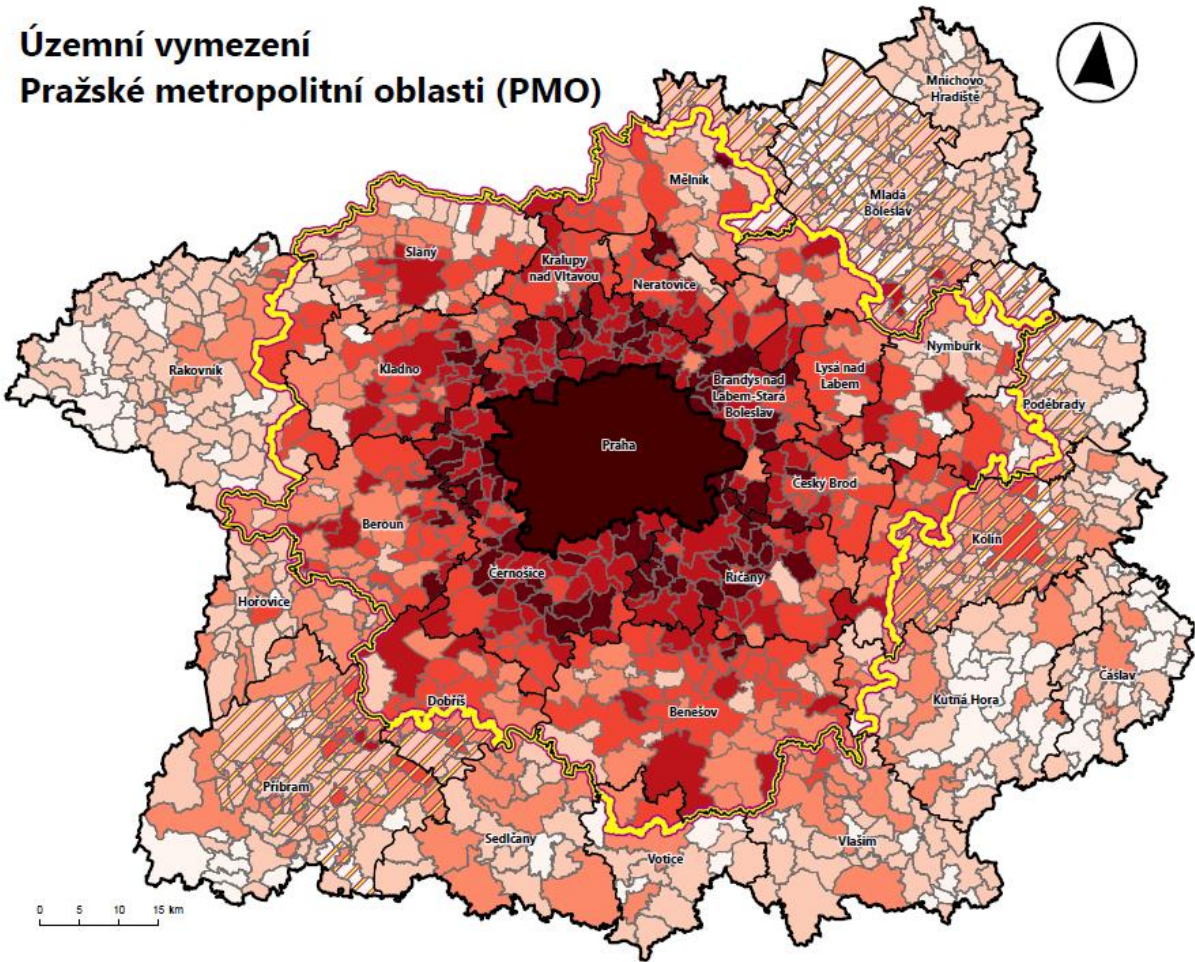 Územní vymezení
Pražské metropolitní oblasti (PMO)
Mnichovo
Hradiště
Mělník
Mladá
Boleslav
Slaný
Kralupy
nad Vltavou
Neratovice
Nymburk
Rakovník
Kladno
Brandýs nad
Labem-Stará
Boleslav
Lysá nad
Labem
Poděbrady
Praha
Český Brod
Beroun
Kolín
Černošice
Říčany
Hořovice
Kutná Hora
Čáslav
Dobříš
Benešov
Příbram
Sedlčany
Votice
Vlašim
0 5 10 15 km